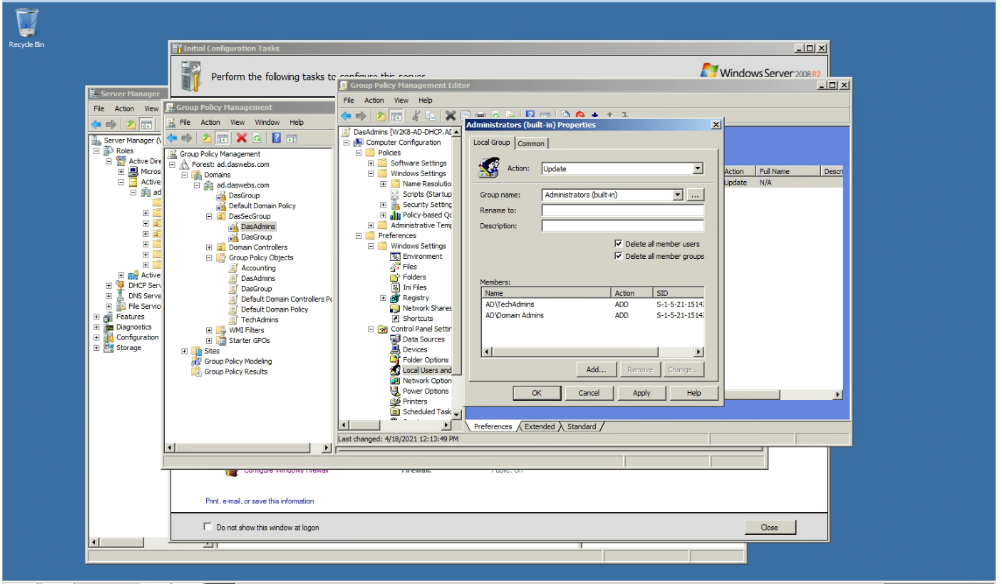 Recycle Bin
Initial Configuration Tasks
Perform the following tasks to configure this server
Windows Server 2008 R2
Server Manager
File Action View
Server Manager (
Roles
Active Dire
Micros
Active
ad
Active
DHCP Serv
DNS Serve
File Servic
Features
Diagnostics
Configuration
Storage
Group Policy Management
File Action View Window Help
Group Policy Management
Forest: ad.daswebs.com
Domains
ad.daswebs.com
DasGroup
Default Domain Policy
DasSecGroup
DasAdmins
DasGroup
Domain Controllers
Group Policy Objects
Accounting
DasAdmins
DasGroup
Default Domain Controllers Po
Default Domain Policy
TechAdmins
WMI Filters
Starter GPOs
Sites
Group Policy Modeling
Group Policy Results
Group Policy Management Editor
File Action View Help
DasAdmins [W2K8-AD-DHCP.AD
Computer Configuration
Policies
Software Settings
Windows Settings
Name Resolutio
Scripts (Startup
Security Setting
Policy-based Qo
Administrative Temp
Preferences
Windows Settings
Environment
Files
Folders
Ini Files
Registry
Network Shares
Shortcuts
Control Panel Settin
Data Sources
Devices
Folder Options
Local Users and
Network Option
Power Options
Printers
Scheduled Task
Action Full Name Descri
Update N/A
Preferences Extended Standard
Last changed: 4/18/2021 12:13:49 PM
Administrators (built-in) Properties
Local Group Common
Action: Update
Group name: Administrators (built-in) ...
Rename to:
Description:
Delete all member users
Delete all member groups
Members:
Name Action SID
AD\TechAdmins ADD S-1-5-21-1514
AD\Domain Admins ADD S-1-5-21-1514
Add... Remove Change...
OK Cancel Apply Help
Configure Windows Firewall Firewall: Public: On
Print, e-mail, or save this information
Do not show this window at logon
Close